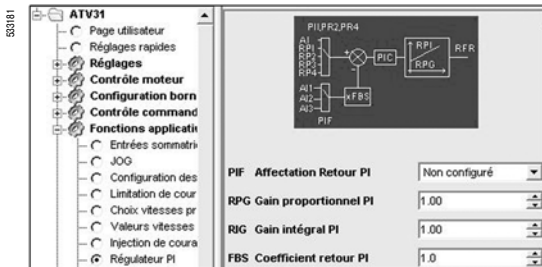 533181
ATV31
Page utilisateur
Réglages rapides
Réglages
Contrôle moteur
Configuration born
Contrôle command
Fonctions applicativ
Entrées sommatri
JOG
Configuration des
Limitation de cour
Choix vitesses pr
Valeurs vitesses
Injection de coura
Régulateur PI
PII,PR2,PR4
AI
RPI
RP2
RP3
RP4
+
-
PIC
RPI
RPG
RFR
AI1
AI2
AI3
xFBS
PIF
PIF Affectation Retour PI Non configuré
RPG Gain proportionnel PI 1.00
RIG Gain intégral PI 1.00
FBS Coefficient retour PI 1.0